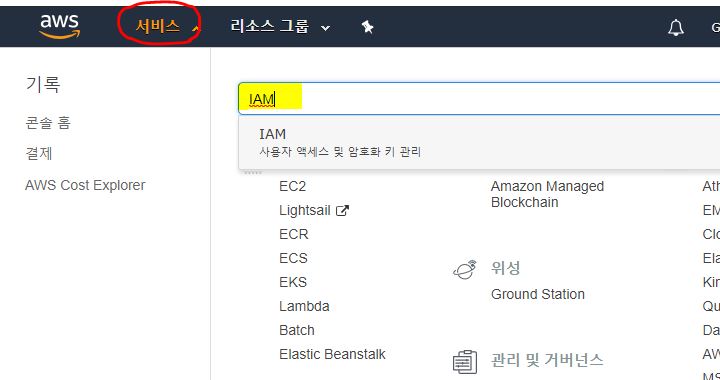 aws
서비스
리소스 그룹
G
기록
콘솔 홈
결제
AWS Cost Explorer
IAM
IAM
사용자 액세스 및 암호화 키 관리
EC2
Lightsail
ECR
ECS
EKS
Lambda
Batch
Elastic Beanstalk
Amazon Managed
Blockchain
위성
Ground Station
관리 및 거버넌스
Ath
EM
Clo
Ela
Kin
Qu
Da
AW
MS